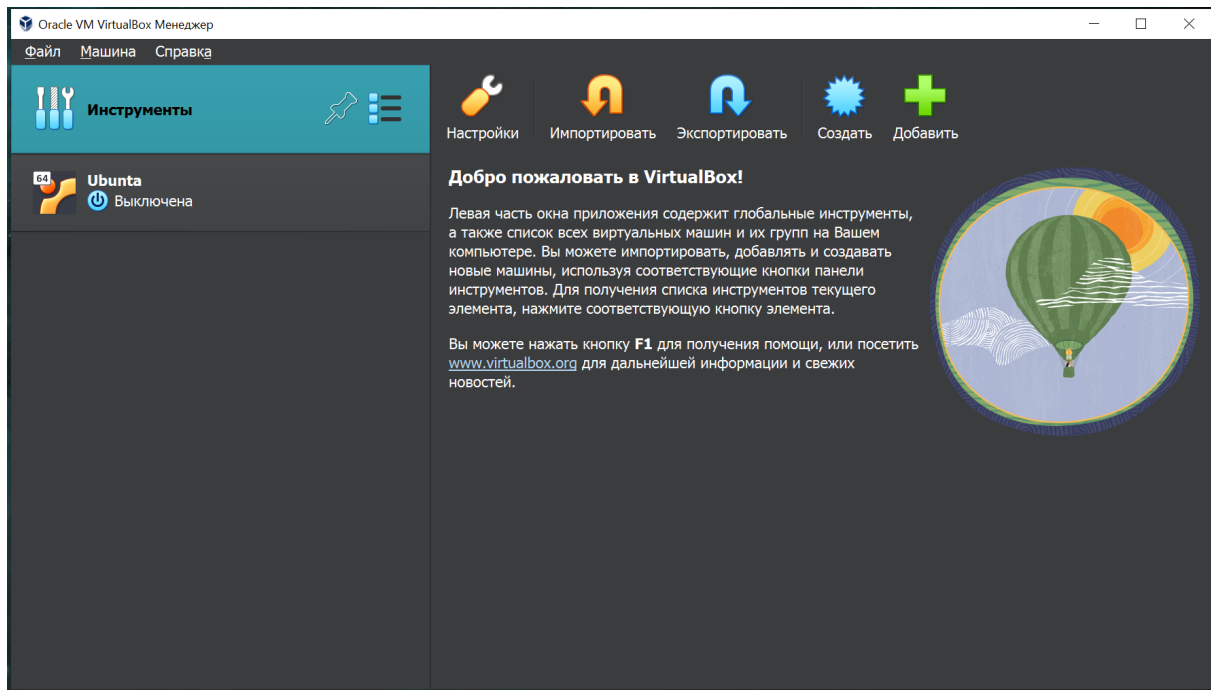 Oracle VM VirtualBox Менеджер
Файл Машина Справка
Инструменты
Настройки Импортировать Экспортировать Создать Добавить
64
Ubunta
Выключена
Добро пожаловать в VirtualBox!
Левая часть окна приложения содержит глобальные инструменты,
а также список всех виртуальных машин и их групп на Вашем
компьютере. Вы можете импортировать, добавлять и создавать
новые машины, используя соответствующие кнопки панели
инструментов. Для получения списка инструментов текущего
элемента, нажмите соответствующую кнопку элемента.
Вы можете нажать кнопку F1 для получения помощи, или посетить
www.virtualbox.org для дальнейшей информации и свежих
новостей.